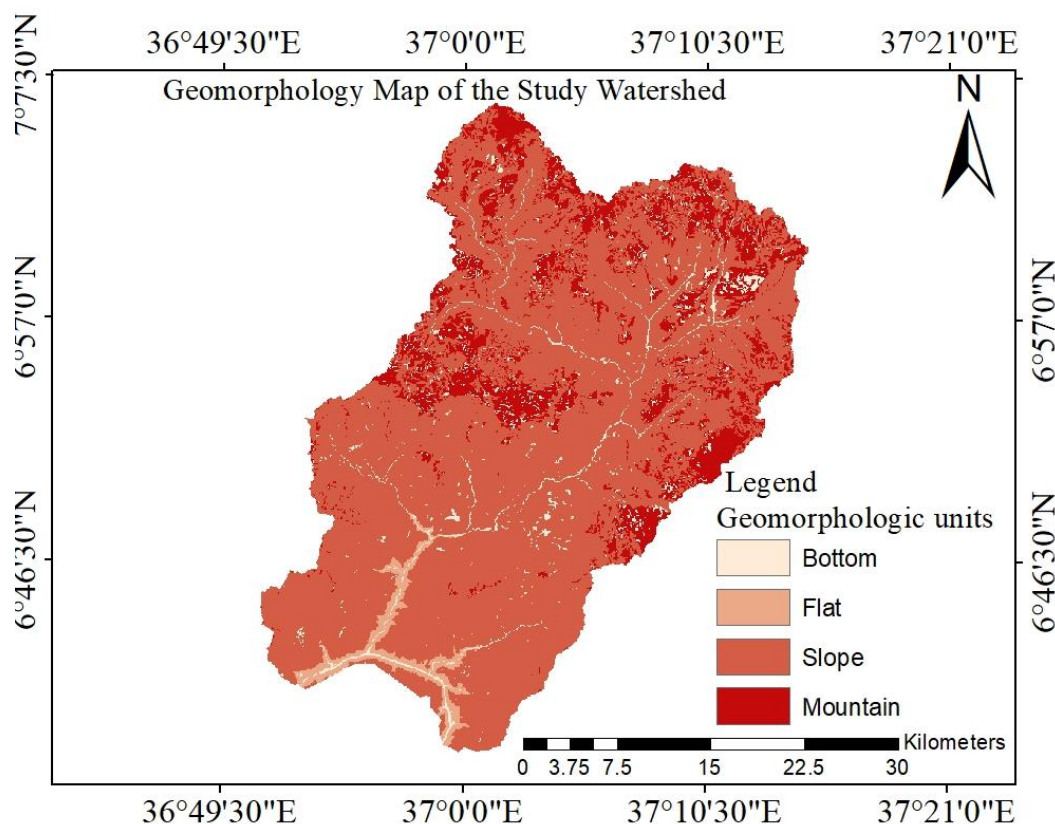 36°49'30"E 37°0'0"E 37°10'30"E 37°21'0"E
Geomorphology Map of the Study Watershed
N
7°7'30"N
6°57'0"N
6°57'0"N
6°46'30"N
6°46'30"N
Legend
Geomorphologic units
Bottom
Flat
Slope
Mountain
Kilometers
0 3.75 7.5 15 22.5 30
36°49'30"E 37°0'0"E 37°10'30"E 37°21'0"E